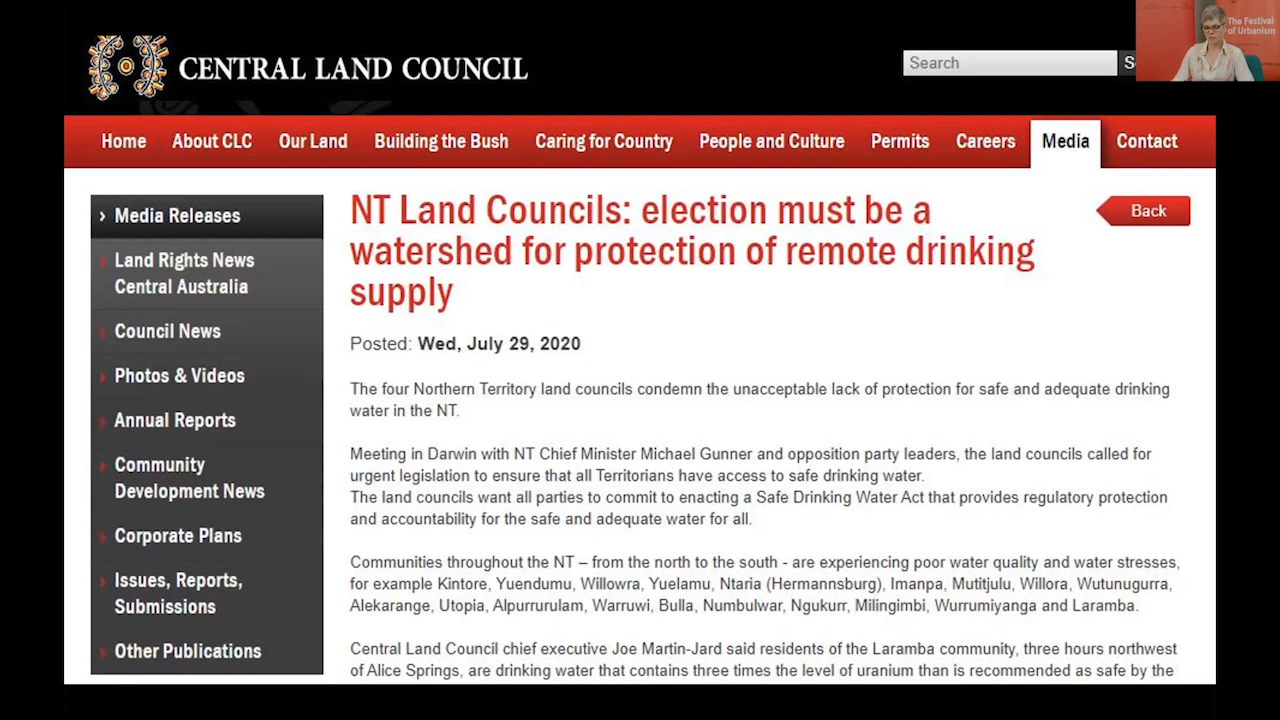 The Festival
of Urbanism
CENTRAL LAND COUNCIL
Search
Home About CLC Our Land Building the Bush Caring for Country People and Culture Permits Careers Media Contact
Media Releases
Land Rights News
Central Australia
Council News
Photos & Videos
Annual Reports
Community
Development News
Corporate Plans
Issues, Reports,
Submissions
Other Publications
NT Land Councils: election must be a
watershed for protection of remote drinking
supply
Back
Posted: Wed, July 29, 2020
The four Northern Territory land councils condemn the unacceptable lack of protection for safe and adequate drinking
water in the NT.
Meeting in Darwin with NT Chief Minister Michael Gunner and opposition party leaders, the land councils called for
urgent legislation to ensure that all Territorians have access to safe drinking water.
The land councils want all parties to commit to enacting a Safe Drinking Water Act that provides regulatory protection
and accountability for the safe and adequate water for all.
Communities throughout the NT – from the north to the south - are experiencing poor water quality and water stresses,
for example Kintore, Yuendumu, Willowra, Yuelamu, Ntaria (Hermannsburg), Imanpa, Mutitjulu, Willora, Wutunugurra,
Alekarange, Utopia, Alpurrurulam, Warruwi, Bulla, Numbulwar, Ngukurr, Milingimbi, Wurrumiyanga and Laramba.
Central Land Council chief executive Joe Martin-Jard said residents of the Laramba community, three hours northwest
of Alice Springs, are drinking water that contains three times the level of uranium than is recommended as safe by the